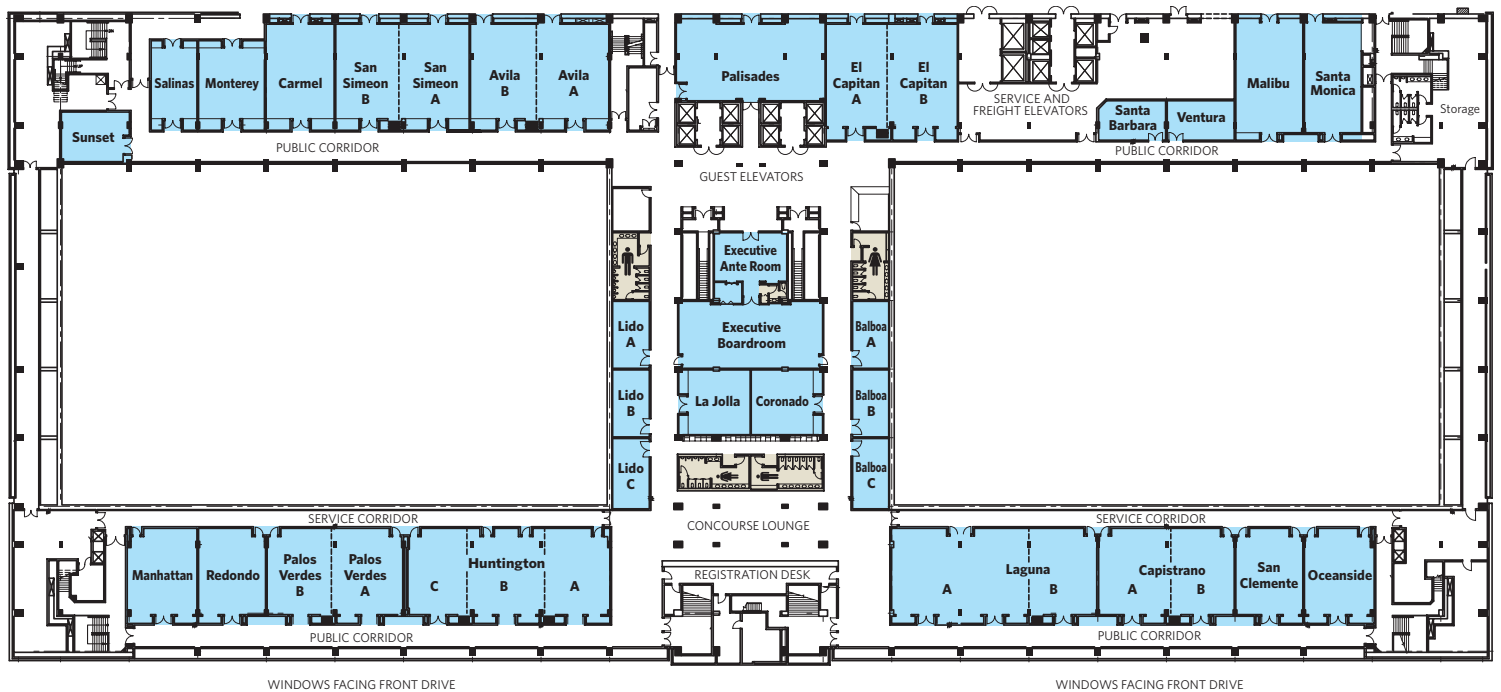 Salinas
Monterey
Carmel
San
Simeon
B
San
Simeon
A
Avila
B
Avila
A
Palisades
El
Capitan
A
El
Capitan
B
SERVICE AND
FREIGHT ELEVATORS
Santa
Barbara
Ventura
Malibu
Santa
Monica
Storage
Sunset
PUBLIC CORRIDOR
PUBLIC CORRIDOR
GUEST ELEVATORS
Executive
Ante Room
Executive
Boardroom
Lido
A
Lido
B
Lido
C
La Jolla
Coronado
Balboa
A
Balboa
B
Balboa
C
SERVICE CORRIDOR
CONCOURSE LOUNGE
SERVICE CORRIDOR
Manhattan
Redondo
Palos
Verdes
B
Palos
Verdes
A
Huntington
C
B
A
REGISTRATION DESK
Laguna
A
B
Capistrano
A
B
San
Clemente
Oceanside
PUBLIC CORRIDOR
PUBLIC CORRIDOR
WINDOWS FACING FRONT DRIVE
WINDOWS FACING FRONT DRIVE